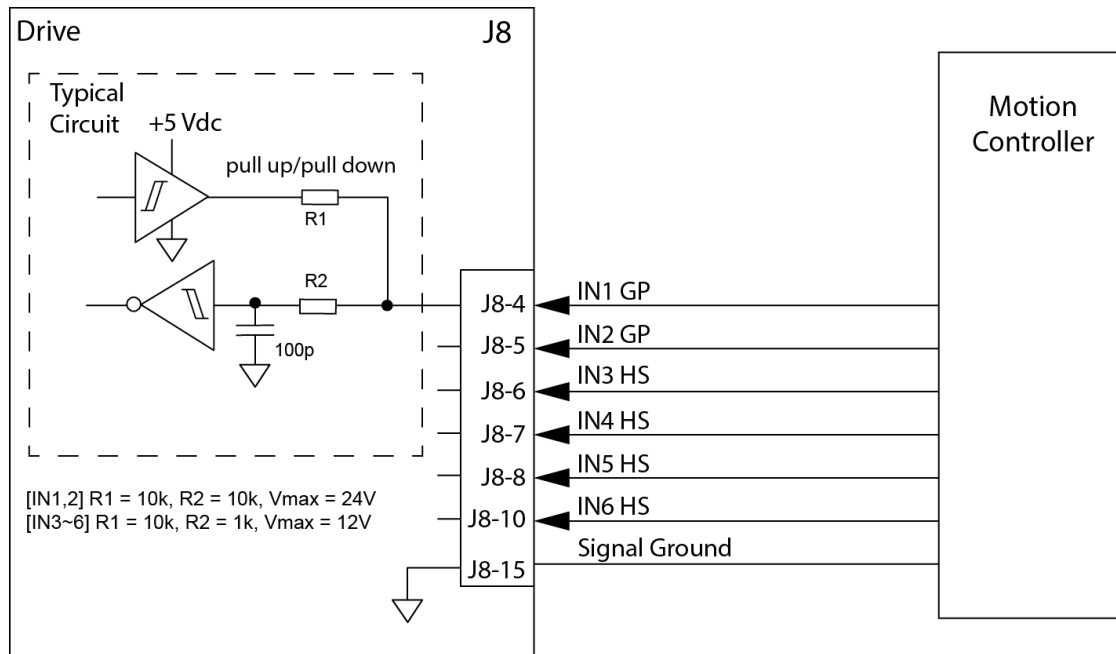 Drive
J8
Typical
Circuit
+5 Vdc
pull up/pull down
R1
R2
100p
J8-4
J8-5
J8-6
J8-7
J8-8
J8-10
J8-15
IN1 GP
IN2 GP
IN3 HS
IN4 HS
IN5 HS
IN6 HS
Signal Ground
Motion
Controller
[IN1,2] R1 = 10k, R2 = 10k, Vmax = 24V
[IN3~6] R1 = 10k, R2 = 1k, Vmax = 12V